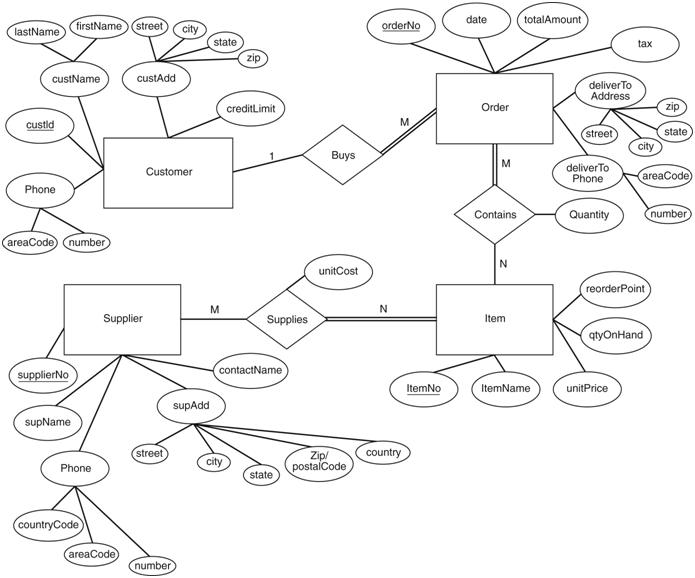 lastName
firstName
street
city
state
zip
custName
custAdd
custId
creditLimit
Customer
Phone
areaCode
number
1
Buys
M
orderNo
date
totalAmount
tax
Order
deliverTo
Address
zip
state
city
street
deliverTo
Phone
areaCode
number
M
Contains
Quantity
N
unitCost
Supplier
M
Supplies
N
Item
reorderPoint
qtyOnHand
unitPrice
ItemNo
ItemName
supplierNo
supName
contactName
supAdd
street
city
state
Zip/
postalCode
country
Phone
countryCode
areaCode
number